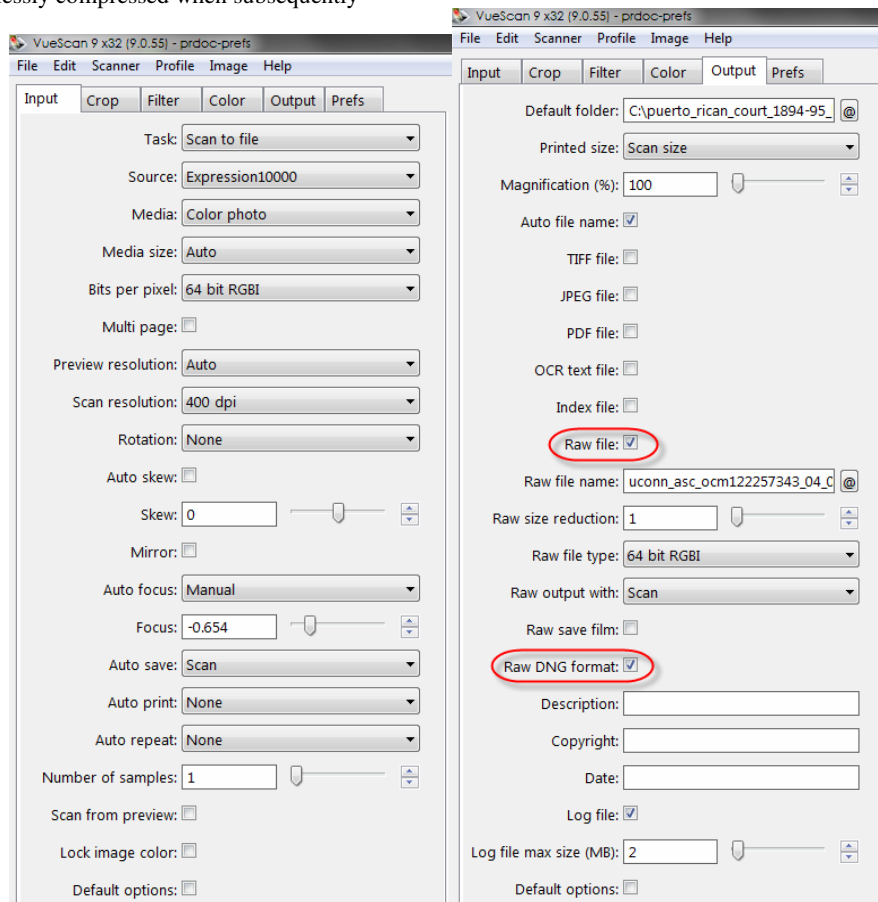 lessly compressed when subsequently
VueScan 9 x32 (9.0.55) - prdoc-prefs
File Edit Scanner Profile Image Help
Input Crop Filter Color Output Prefs
Task: Scan to file
Source: Expression10000
Media: Color photo
Media size: Auto
Bits per pixel: 64 bit RGBI
Multi page:
Preview resolution: Auto
Scan resolution: 400 dpi
Rotation: None
Auto skew:
Skew: 0
Mirror:
Auto focus: Manual
Focus: -0.654
Auto save: Scan
Auto print: None
Auto repeat: None
Number of samples: 1
Scan from preview:
Lock image color:
Default options:
VueScan 9 x32 (9.0.55) - prdoc-prefs
File Edit Scanner Profile Image Help
Input Crop Filter Color Output Prefs
Default folder: C:\puerto_rican_court_1894-95_ @
Printed size: Scan size
Magnification (%): 100
Auto file name:
TIFF file:
JPEG file:
PDF file:
OCR text file:
Index file:
Raw file:
Raw file name: uconn_asc_ocm122257343_04_0 @
Raw size reduction: 1
Raw file type: 64 bit RGBI
Raw output with: Scan
Raw save film:
Raw DNG format:
Description:
Copyright:
Date:
Log file:
Log file max size (MB): 2
Default options: